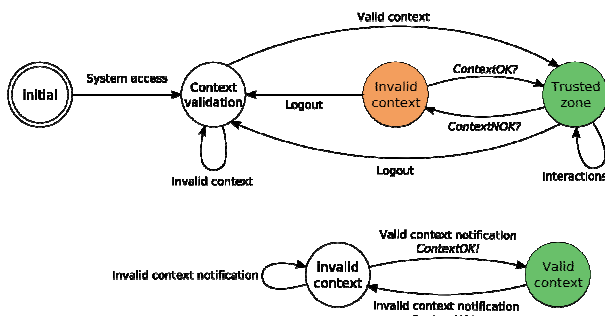 Valid context
System access
Initial
Context
validation
Invalid
context
Trusted
zone
ContextOK?
Logout
ContextNOK?
Invalid context
Logout
Interactions
Valid context notification
ContextOK!
Invalid context notification
Invalid
context
Valid
context
Invalid context notification